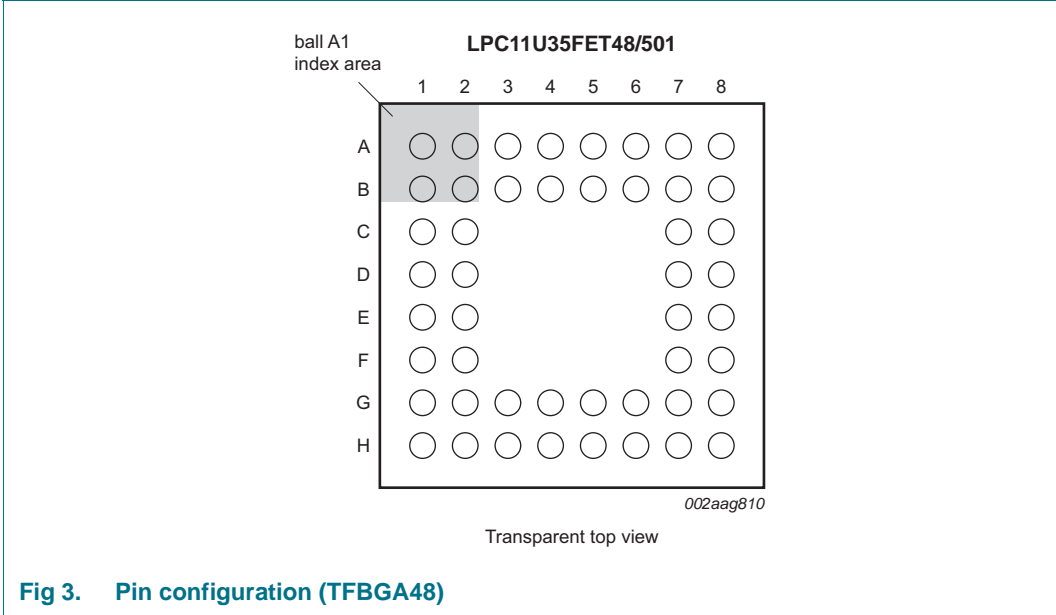 ball A1
index area
LPC11U35FET48/501
1 2 3 4 5 6 7 8
A
B
C
D
E
F
G
H
002aag810
Transparent top view
Fig 3. Pin configuration (TFBGA48)